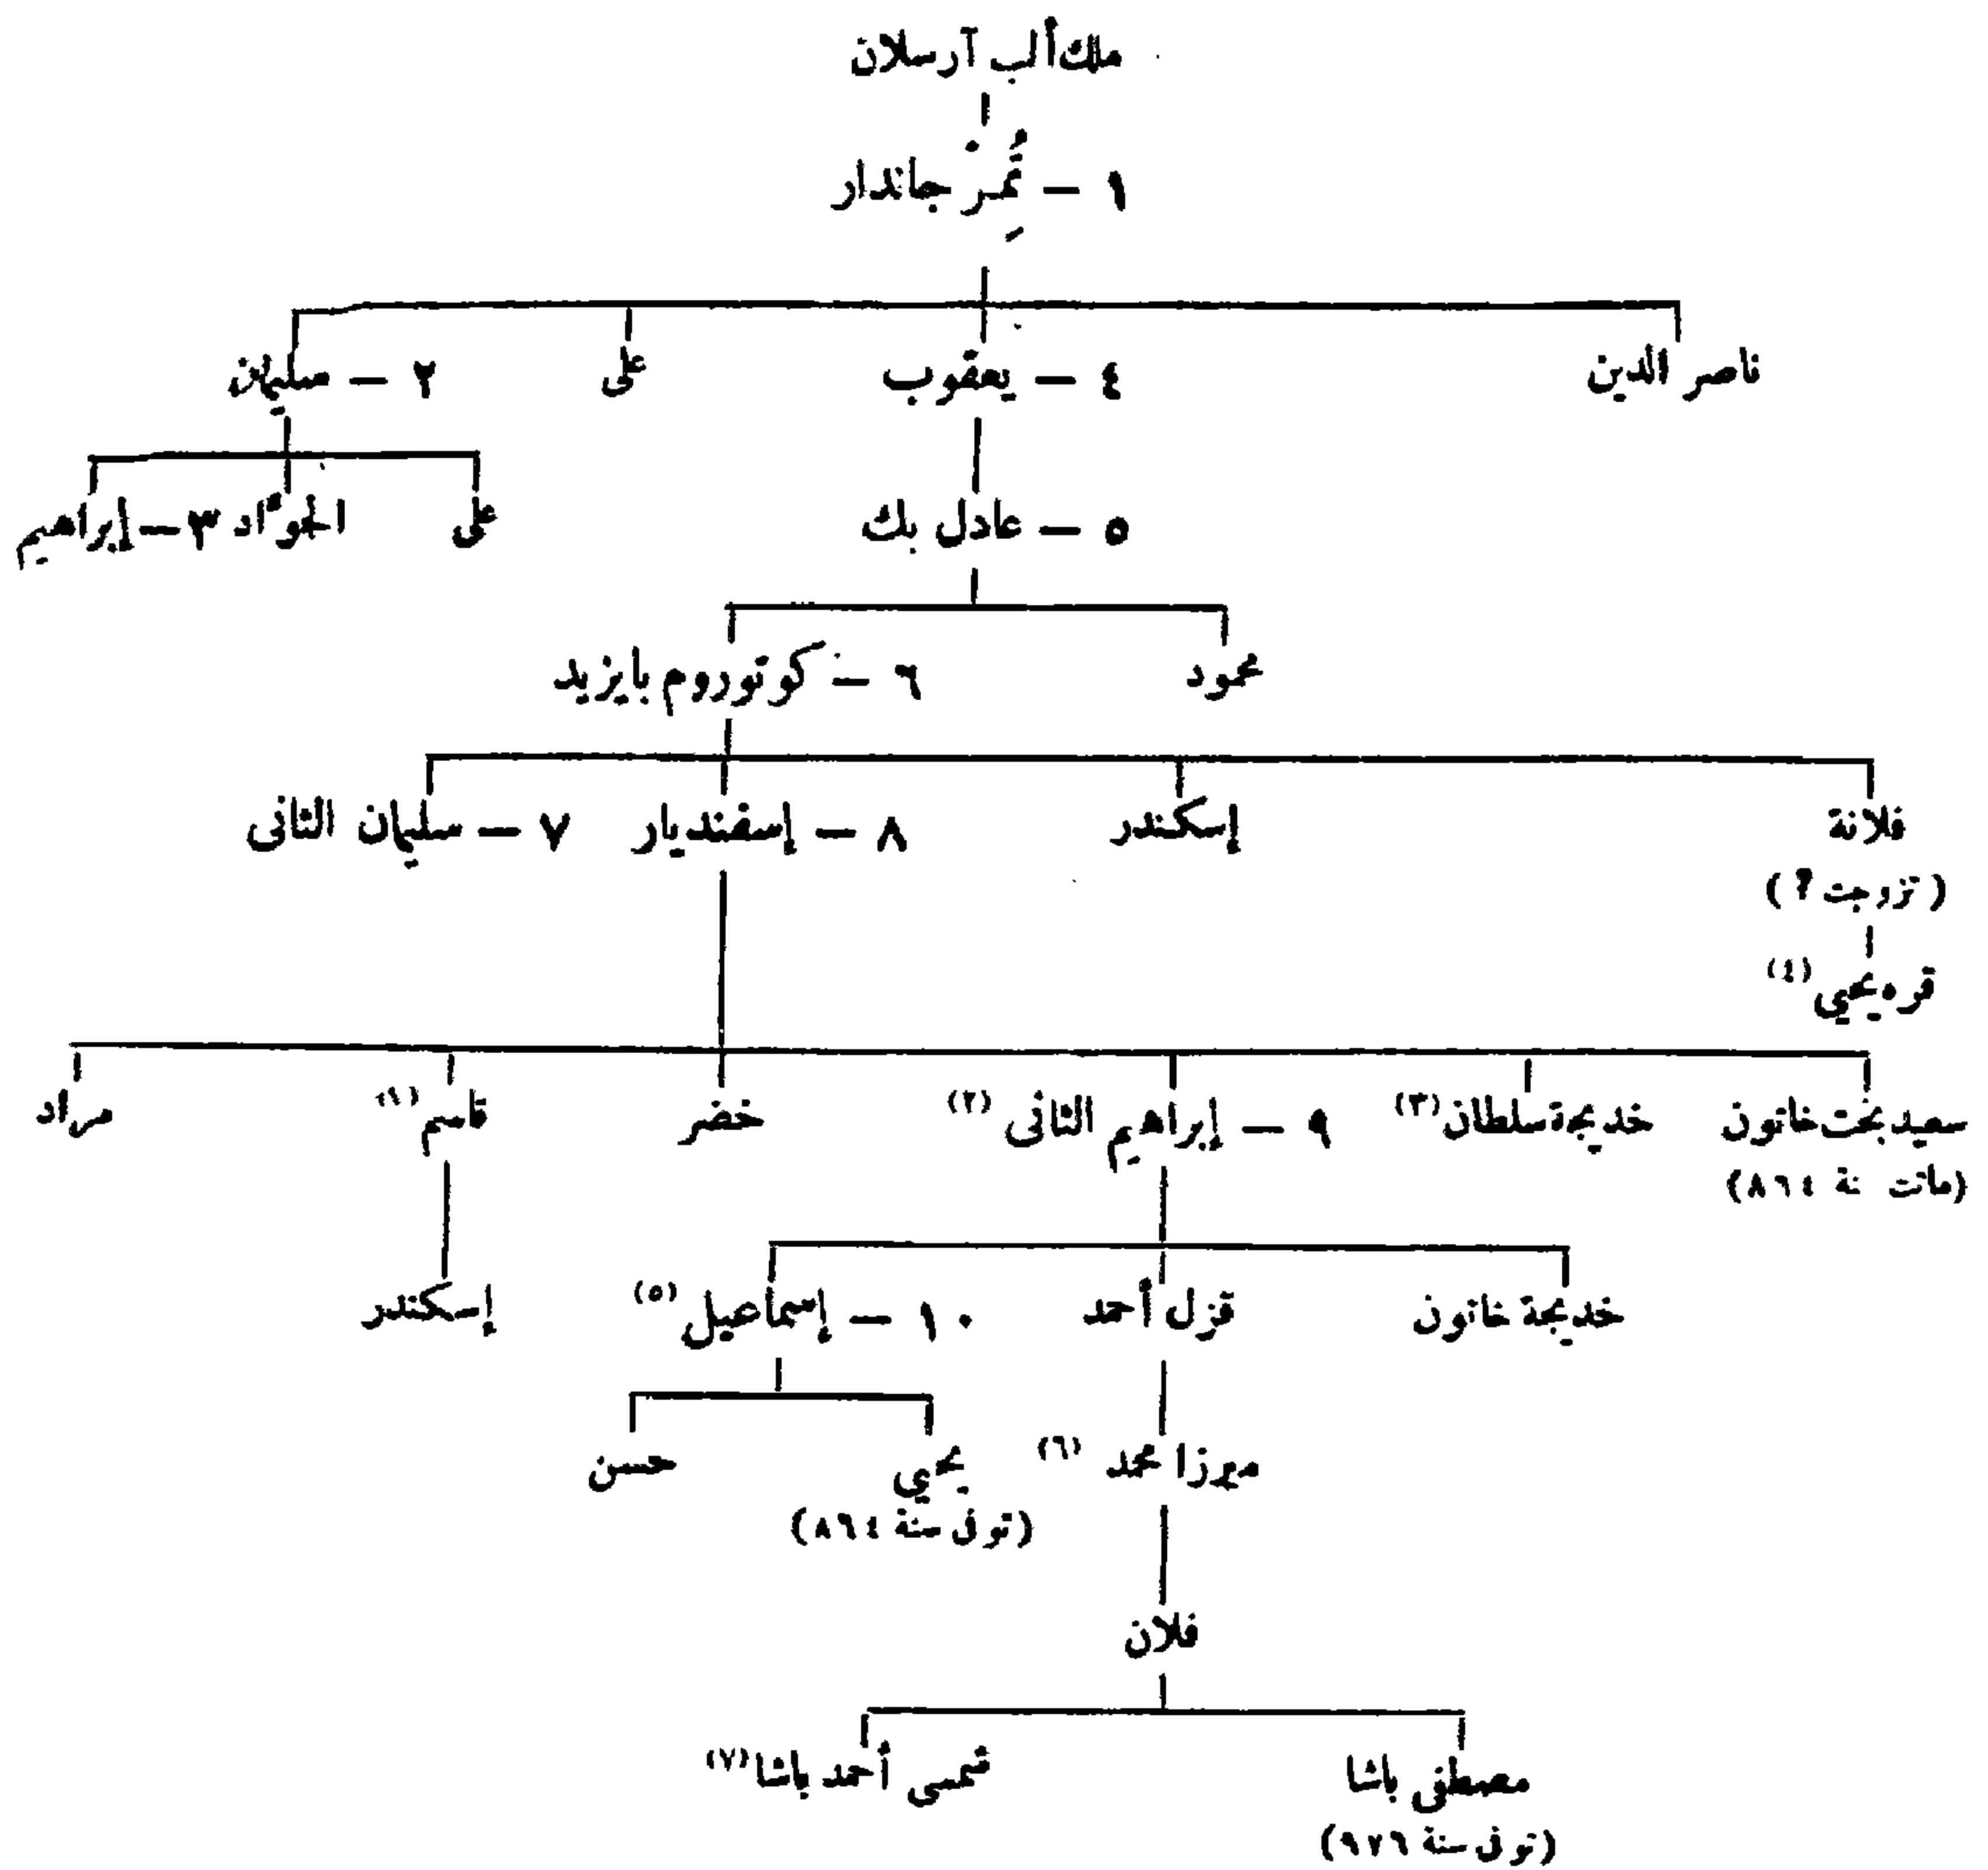 ملك ألب آرسلان
١ – تُمِرْ جاندار
ناصر الدين ٤ – يعقوب على ٢ – سليمان
٥ – عادل بك على الجوّاد ٣ – إبراهيم
محمود ٦ – كوتوروم بايزيد
فلانة إسكندر ٨ – إسفنديار ٧ – سليمان الثانى
(تزوجت ؟)
قره يحيي (٤)
سعيد بخت خاتون خديجة سلطان (٣) ٩ – إبراهيم الثانى (٢) خضر قاسم (١) مراد
(ماتت سنة ٨٦٤)
خديجة خاتون قزل أحمد ١٠ – إسماعيل (٥) إسكندر
ميرزا محمد (٦) يحيي حسن
(توفى سنة ٨٦٤)
فلان
مصطفى باشا شمسى أحمد باشا (٧)
(توفى سنة ٩٧٦)